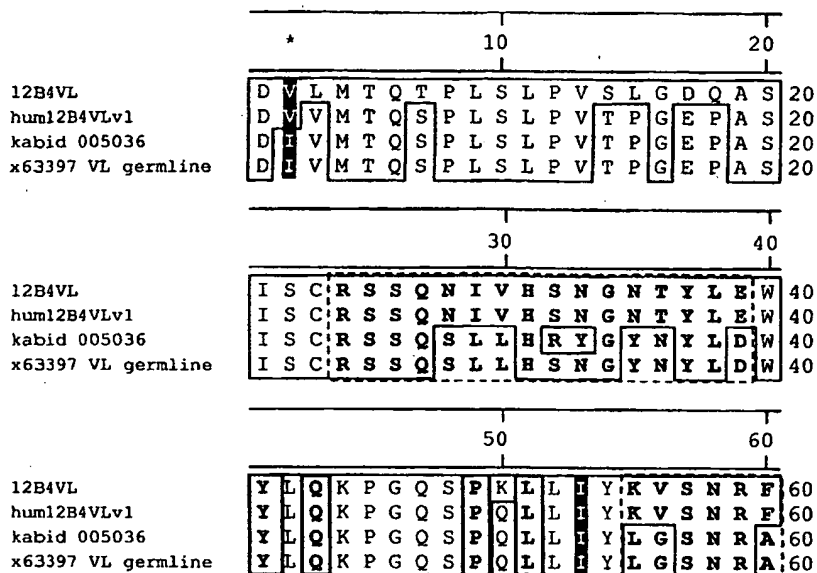 * 10 20
12B4VL D V L M T Q T P L S L P V S L G D Q A S 20
hum12B4VLv1 D V V M T Q S P L S L P V T P G E P A S 20
kabid 005036 D I V M T Q S P L S L P V T P G E P A S 20
x63397 VL germline D I V M T Q S P L S L P V T P G E P A S 20
30 40
12B4VL I S C R S S Q N I V H S N G N T Y L E W 40
hum12B4VLv1 I S C R S S Q N I V H S N G N T Y L E W 40
kabid 005036 I S C R S S Q S L L H R Y G Y N Y L D W 40
x63397 VL germline I S C R S S Q S L L H S N G Y N Y L D W 40
50 60
12B4VL Y L Q K P G Q S P K L L I Y K V S N R F 60
hum12B4VLv1 Y L Q K P G Q S P Q L L I Y K V S N R F 60
kabid 005036 Y L Q K P G Q S P Q L L I Y L G S N R A 60
x63397 VL germline Y L Q K P G Q S P Q L L I Y L G S N R A 60